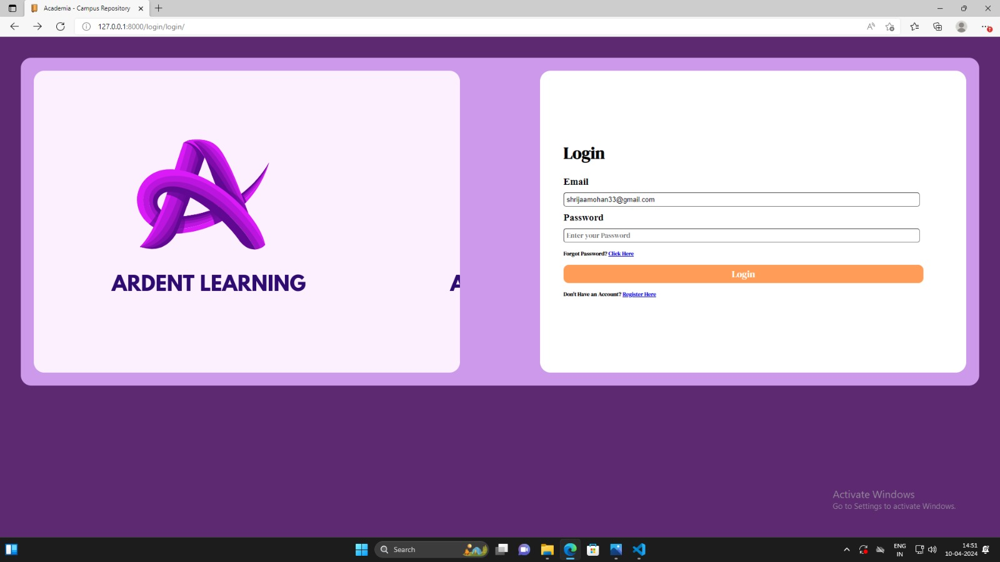 Academia - Campus Repository
127.0.0.1:8000/login/login/
Login
Email
shrijaamohan33@gmail.com
Password
Enter your Password
Forgot Password? Click Here
Login
Don't Have an Account? Register Here
ARDENT LEARNING
A
Activate Windows
Go to Settings to activate Windows.
Search
ENG
IN
14:51
10-04-2024